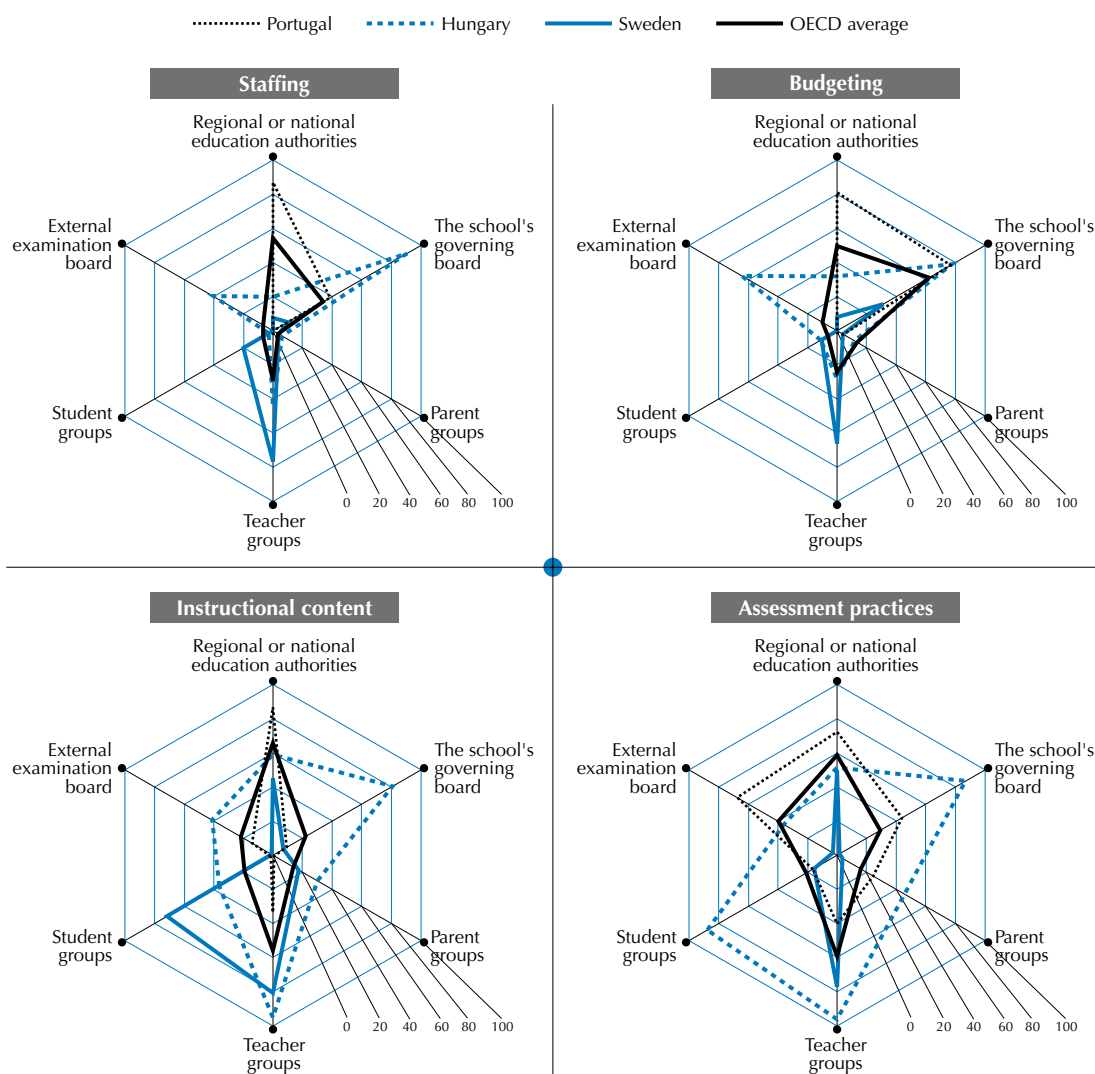 Portugal
Hungary
Sweden
OECD average
Staffing
Regional or national
education authorities
External
examination
board
The school's
governing
board
Student
groups
Parent
groups
Teacher
groups
0 20 40 60 80 100
Budgeting
Regional or national
education authorities
External
examination
board
The school's
governing
board
Student
groups
Parent
groups
Teacher
groups
0 20 40 60 80 100
Instructional content
Regional or national
education authorities
External
examination
board
The school's
governing
board
Student
groups
Parent
groups
Teacher
groups
0 20 40 60 80 100
Assessment practices
Regional or national
education authorities
External
examination
board
The school's
governing
board
Student
groups
Parent
groups
Teacher
groups
0 20 40 60 80 100